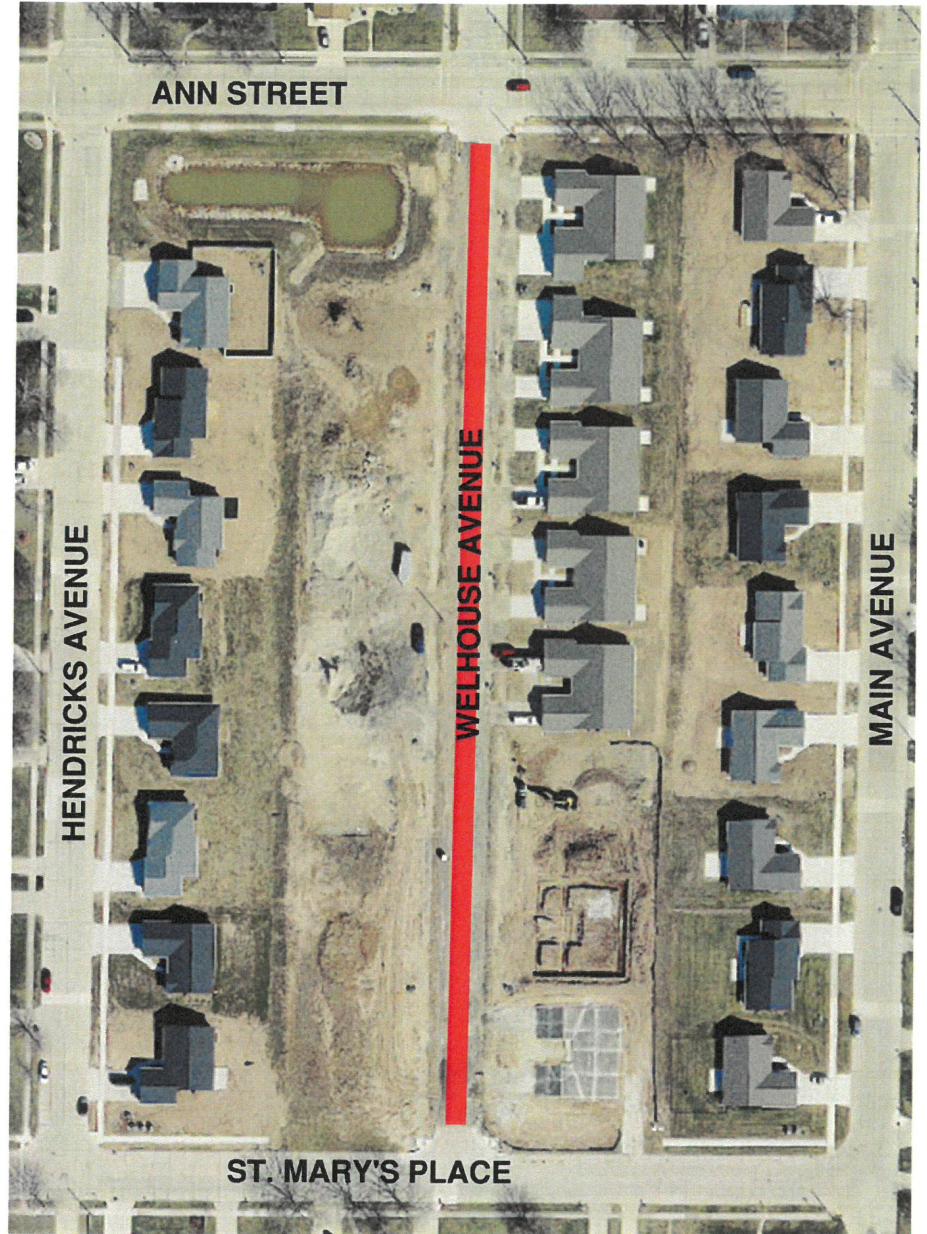 ANN STREET
WELHOUSE AVENUE
HENDRICKS AVENUE
MAIN AVENUE
ST. MARY'S PLACE